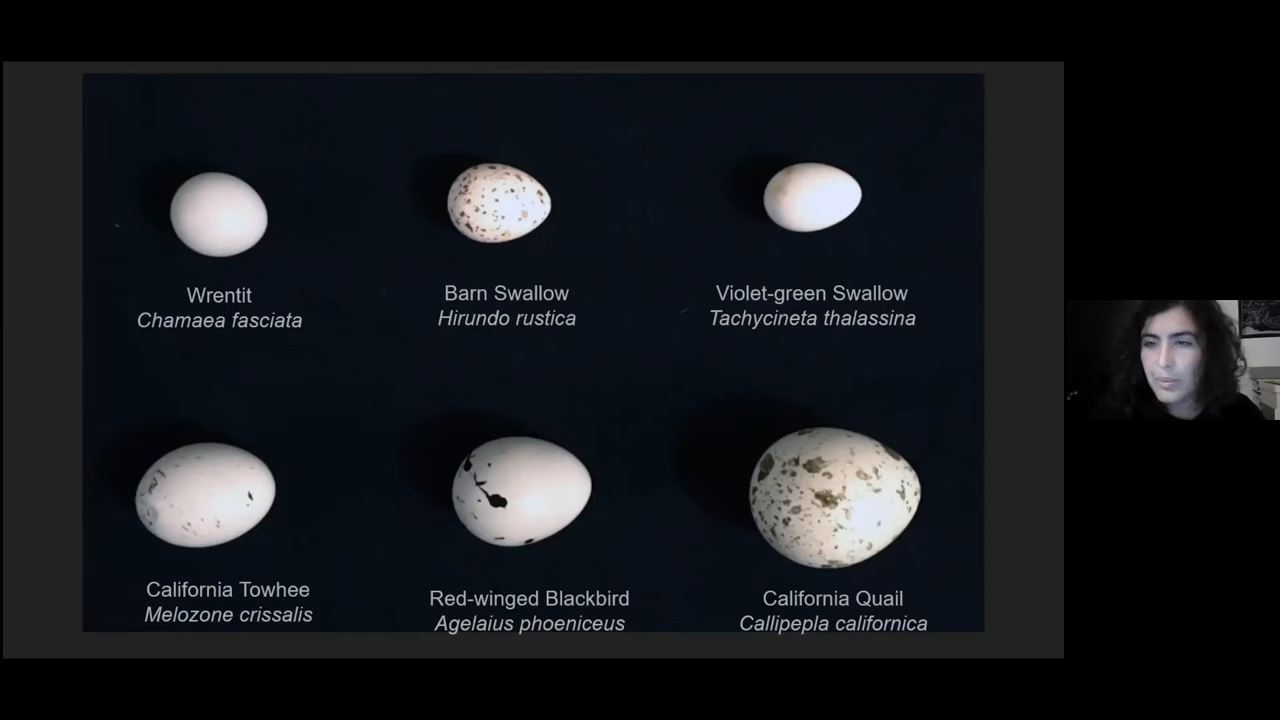 Wrentit
Chamaea fasciata
Barn Swallow
Hirundo rustica
Violet-green Swallow
Tachycineta thalassina
California Towhee
Melozone crissalis
Red-winged Blackbird
Agelaius phoeniceus
California Quail
Callipepla californica